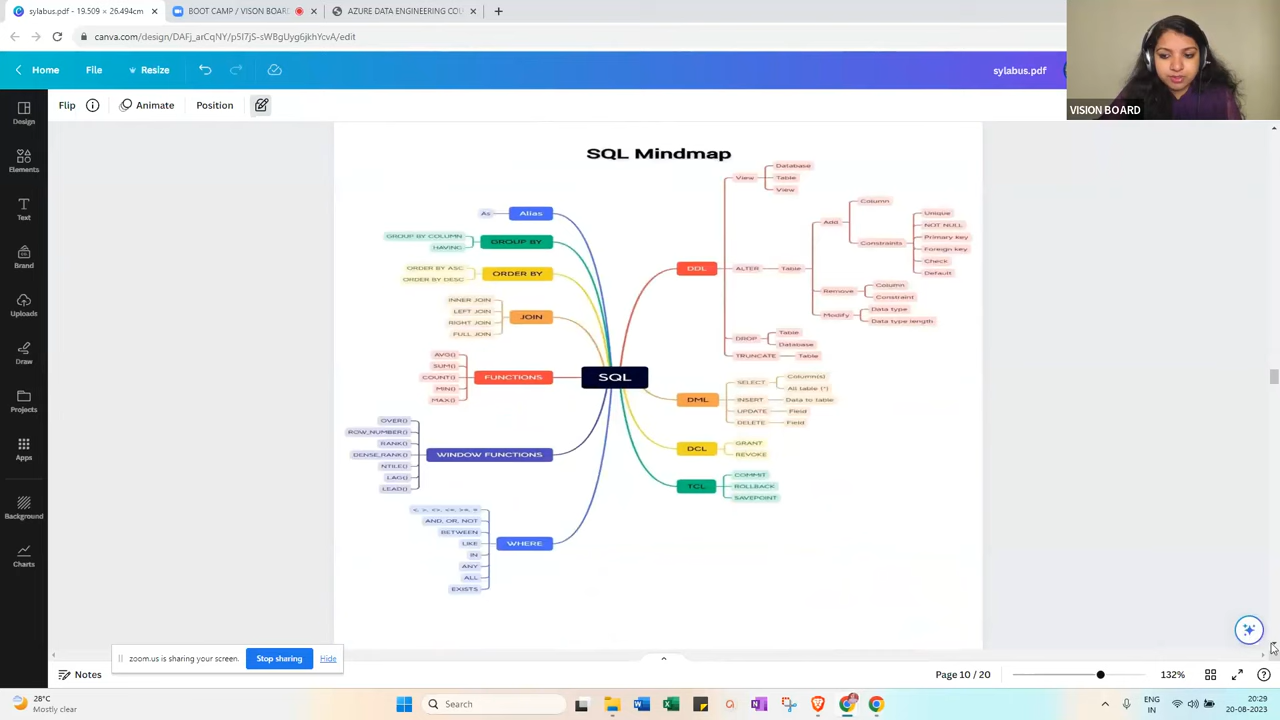 sylabus.pdf - 19.509 × 26.494cm
BOOT CAMP / VISON BOARD
AZURE DATA ENGINEERING COU
canva.com/design/DAFj_arCqNY/p5I7jS-sWBgUyg6jkhYcvA/edit
Home
File
Resize
sylabus.pdf
VISION BOARD
Flip
Animate
Position
Design
Elements
Text
Brand
Uploads
Draw
Projects
Apps
Background
Charts
SQL Mindmap
SQL
Alias
As
GROUP BY
GROUP BY COLUMN
HAVING
ORDER BY
ORDER BY ASC
ORDER BY DESC
JOIN
INNER JOIN
LEFT JOIN
RIGHT JOIN
FULL JOIN
FUNCTIONS
AVG()
SUM()
COUNT()
MIN()
MAX()
WINDOW FUNCTIONS
OVER()
ROW_NUMBER()
RANK()
DENSE_RANK()
NTILE()
LAG()
LEAD()
WHERE
<, >, <>, <=, >=, =
AND, OR, NOT
BETWEEN
LIKE
IN
ANY
ALL
EXISTS
DDL
View
Database
Table
View
ALTER
Table
Add
Column
Constraints
Unique
NOT NULL
Primary key
Foreign key
Check
Default
Remove
Column
Constraint
Modify
Data type
Data type length
DROP
Table
Database
TRUNCATE
Table
DML
SELECT
Column(s)
All table (*)
INSERT
Data to table
UPDATE
Field
DELETE
Field
DCL
GRANT
REVOKE
TCL
COMMIT
ROLLBACK
SAVEPOINT
zoom.us is sharing your screen.
Stop sharing
Hide
Notes
Page 10 / 20
132%
28°C
Mostly clear
Search
ENG
IN
20:29
20-08-2023